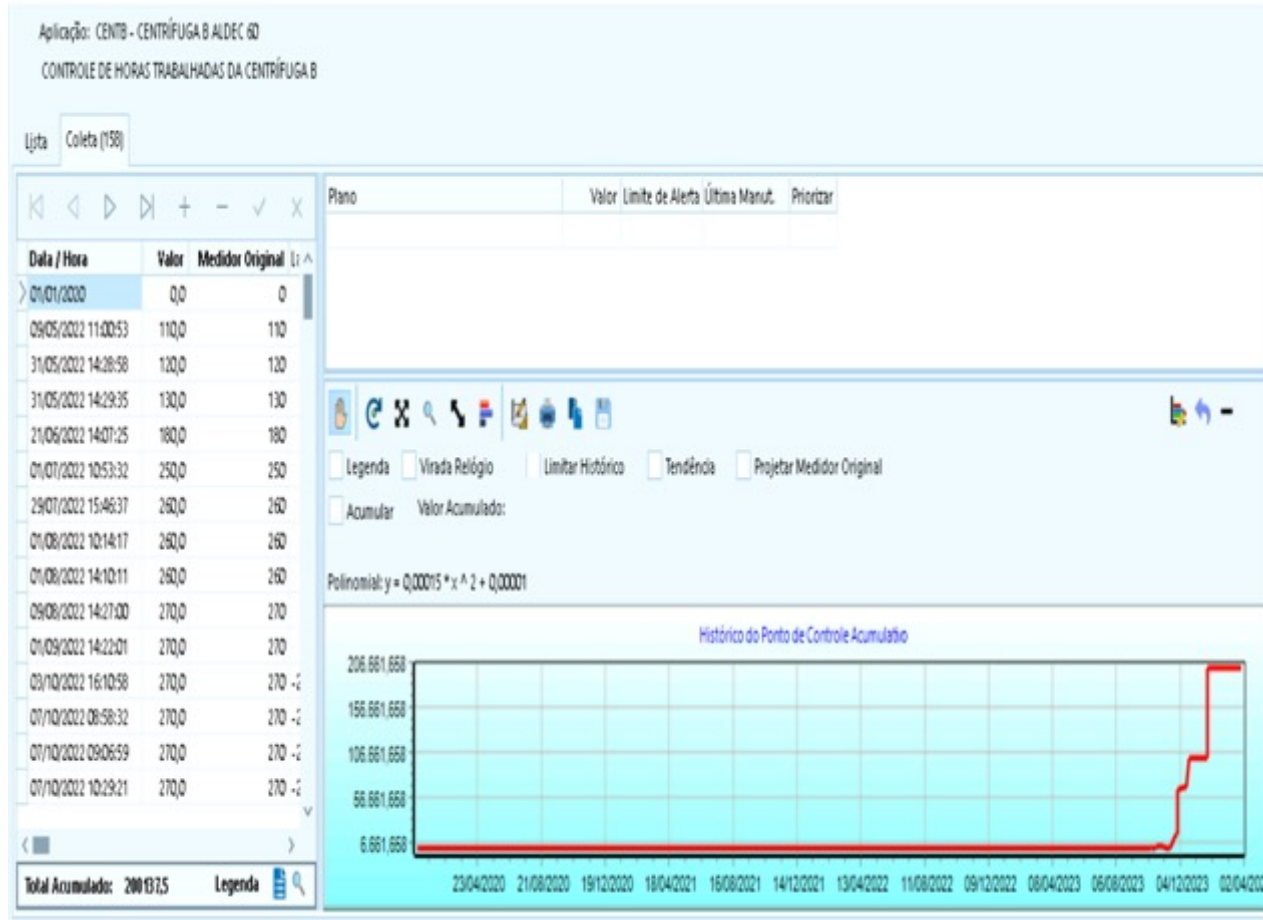 Aplicação: CENTB - CENTRÍFUGA B ALDEC 60
CONTROLE DE HORAS TRABALHADAS DA CENTRÍFUGA B
Lista Coleta (158)
Data / Hora Valor Medidor Original
01/01/2020 0,0 0
09/05/2022 11:00:53 110,0 110
31/05/2022 14:28:58 120,0 120
31/05/2022 14:29:35 130,0 130
21/06/2022 14:07:25 180,0 180
01/07/2022 10:53:32 250,0 250
29/07/2022 15:46:37 260,0 260
01/08/2022 10:14:17 260,0 260
01/08/2022 14:10:11 260,0 260
09/08/2022 14:27:00 270,0 270
01/09/2022 14:22:01 270,0 270
03/10/2022 16:10:58 270,0 270 -2
07/10/2022 08:58:32 270,0 270 -2
07/10/2022 09:06:59 270,0 270 -2
07/10/2022 10:29:21 270,0 270 -2
Total Acumulado: 200137,5 Legenda
Plano Valor Limite de Alerta Última Manut. Priorizar
Legenda Virada Relógio Limitar Histórico Tendência Projetar Medidor Original
Acumular Valor Acumulado:
Polinomial: y = 0,00015 * x ^ 2 + 0,00001
Histórico do Ponto de Controle Acumulativo
206.661,658
156.661,658
106.661,658
56.661,658
6.661,658
23/04/2020 21/08/2020 19/12/2020 18/04/2021 16/08/2021 14/12/2021 13/04/2022 11/08/2022 09/12/2022 08/04/2023 06/08/2023 04/12/2023 02/04/202